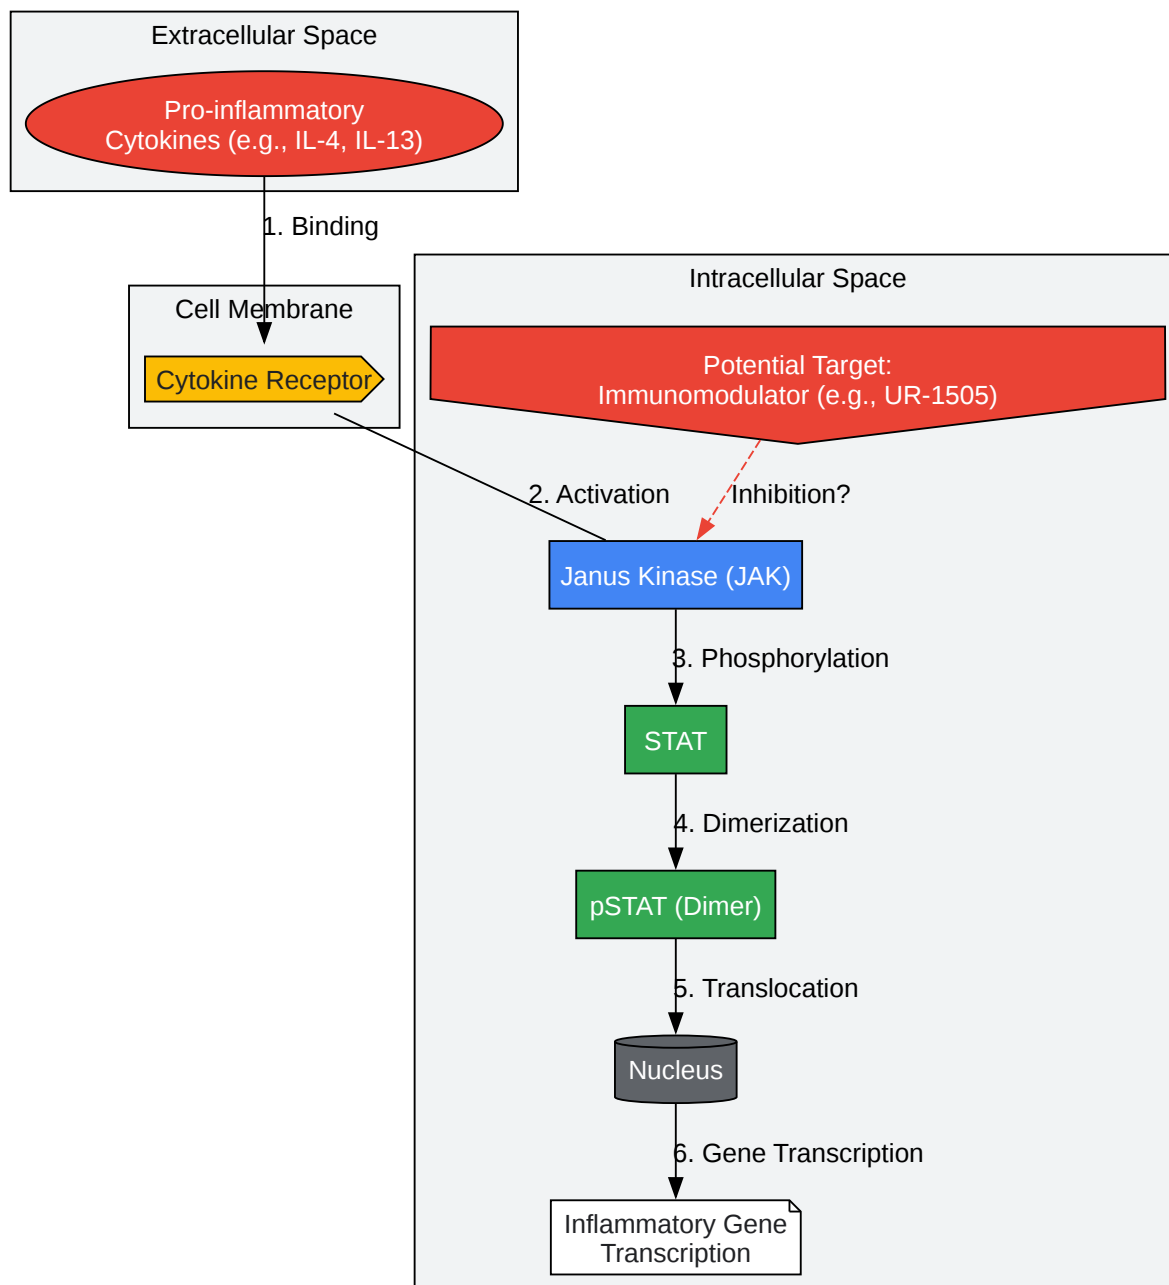 Extracellular Space
Pro-inflammatory
Cytokines (e.g., IL-4, IL-13)
1. Binding
Cell Membrane
Cytokine Receptor
Intracellular Space
Potential Target:
Immunomodulator (e.g., UR-1505)
2. Activation
Inhibition?
Janus Kinase (JAK)
3. Phosphorylation
STAT
4. Dimerization
pSTAT (Dimer)
5. Translocation
Nucleus
6. Gene Transcription
Inflammatory Gene
Transcription